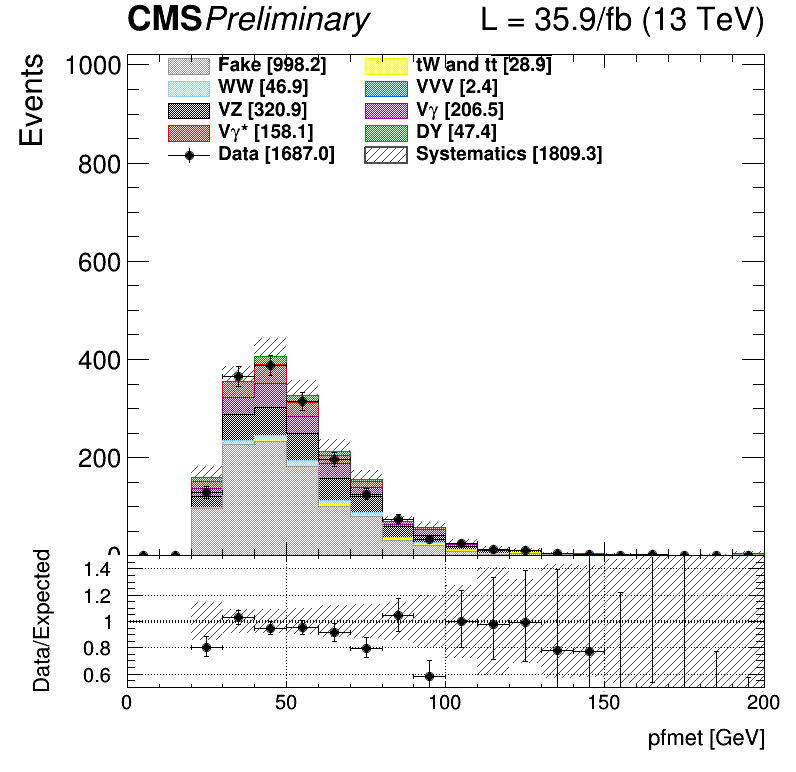 CMS Preliminary L = 35.9/fb (13 TeV)
Events
1000
800
600
400
200
0
Fake [998.2] tW and tt [28.9]
WW [46.9] VVV [2.4]
VZ [320.9] Vγ [206.5]
Vγ* [158.1] DY [47.4]
Data [1687.0] Systematics [1809.3]
Data/Expected
1.4
1.2
1
0.8
0.6
0 50 100 150 200
pfmet [GeV]